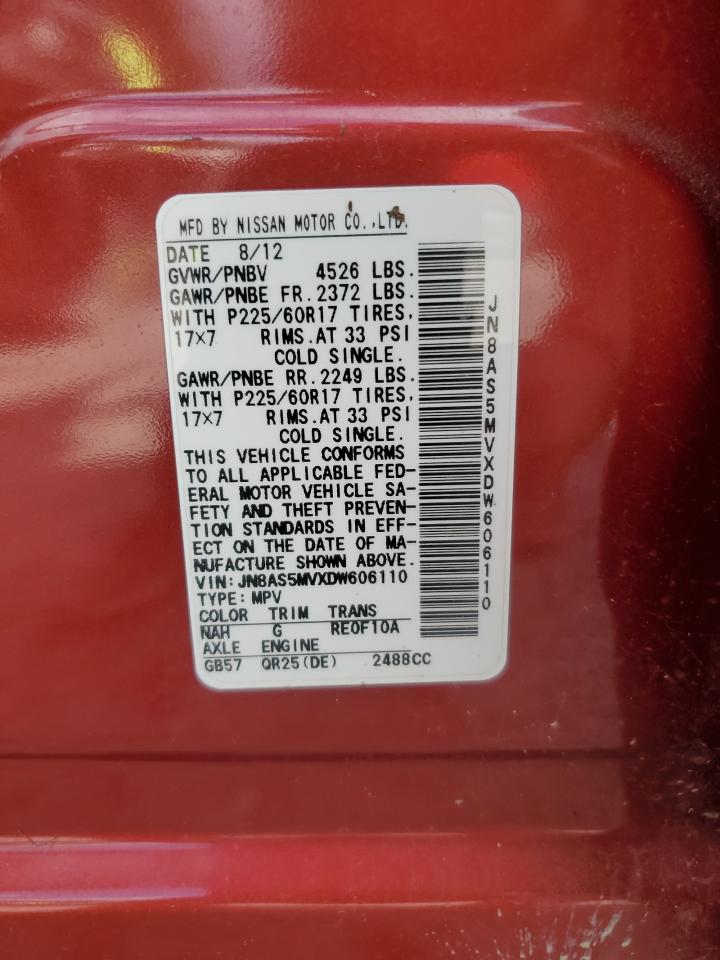 MFD BY NISSAN MOTOR CO.,LTD.
DATE 8/12
GVWR/PNBV 4526 LBS.
GAWR/PNBE FR. 2372 LBS.
WITH P225/60R17 TIRES,
17×7 RIMS.AT 33 PSI
COLD SINGLE.
GAWR/PNBE RR. 2249 LBS.
WITH P225/60R17 TIRES,
17×7 RIMS.AT 33 PSI
COLD SINGLE.
THIS VEHICLE CONFORMS
TO ALL APPLICABLE FED-
ERAL MOTOR VEHICLE SA-
FETY AND THEFT PREVEN-
TION STANDARDS IN EFF-
ECT ON THE DATE OF MA-
NUFACTURE SHOWN ABOVE.
VIN: JN8AS5MVXDW606110
TYPE: MPV
COLOR TRIM TRANS
NAH G RE0F10A
AXLE ENGINE
GB57 QR25(DE) 2488CC
JN8AS5MVXDW606110